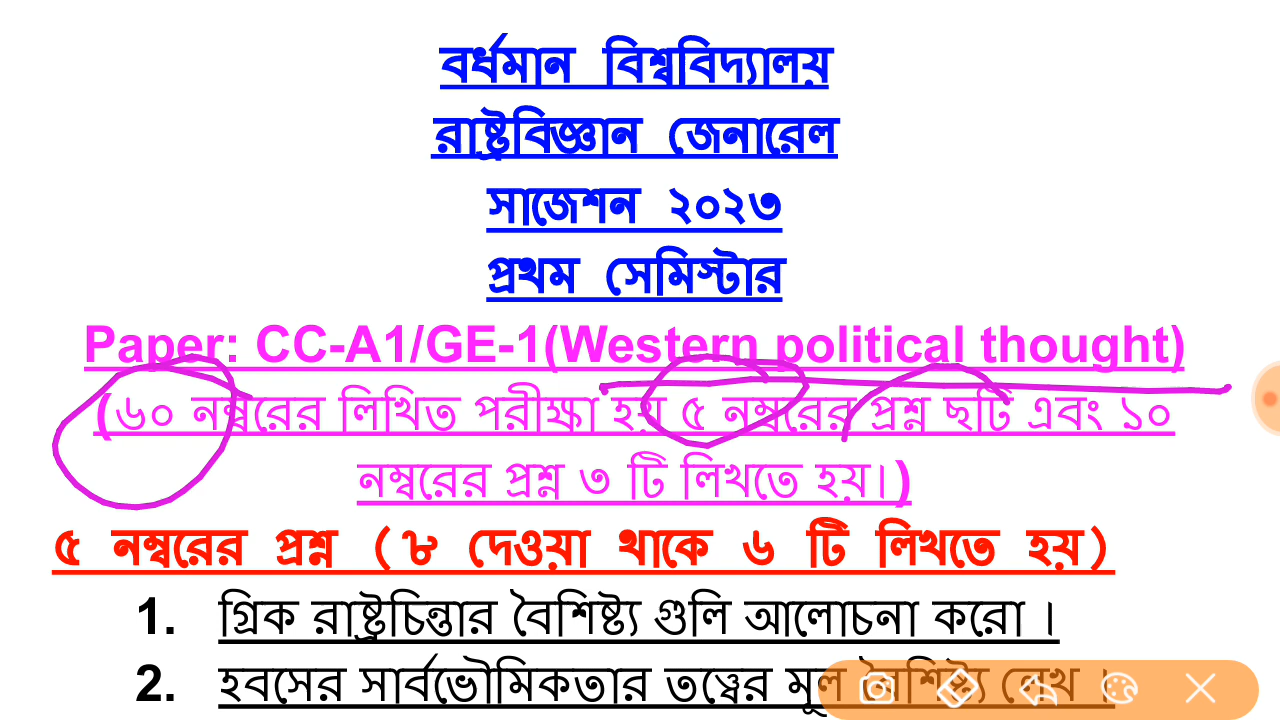 বর্ধমান বিশ্ববিদ্যালয়
রাষ্ট্রবিজ্ঞান জেনারেল
সাজেশন ২০২৩
প্রথম সেমিস্টার
Paper: CC-A1/GE-1(Western political thought)
(৬০ নম্বরের লিখিত পরীক্ষা হয় ৫ নম্বরের প্রশ্ন ছটি এবং ১০
নম্বরের প্রশ্ন ৩ টি লিখতে হয়।)
৫ নম্বরের প্রশ্ন (৮ দেওয়া থাকে ৬ টি লিখতে হয়)
1. গ্রিক রাষ্ট্রচিন্তার বৈশিষ্ট্য গুলি আলোচনা করো ।
2. হবসের সার্বভৌমিকতার তত্ত্বের মূল বৈশিষ্ট্য লেখ ।